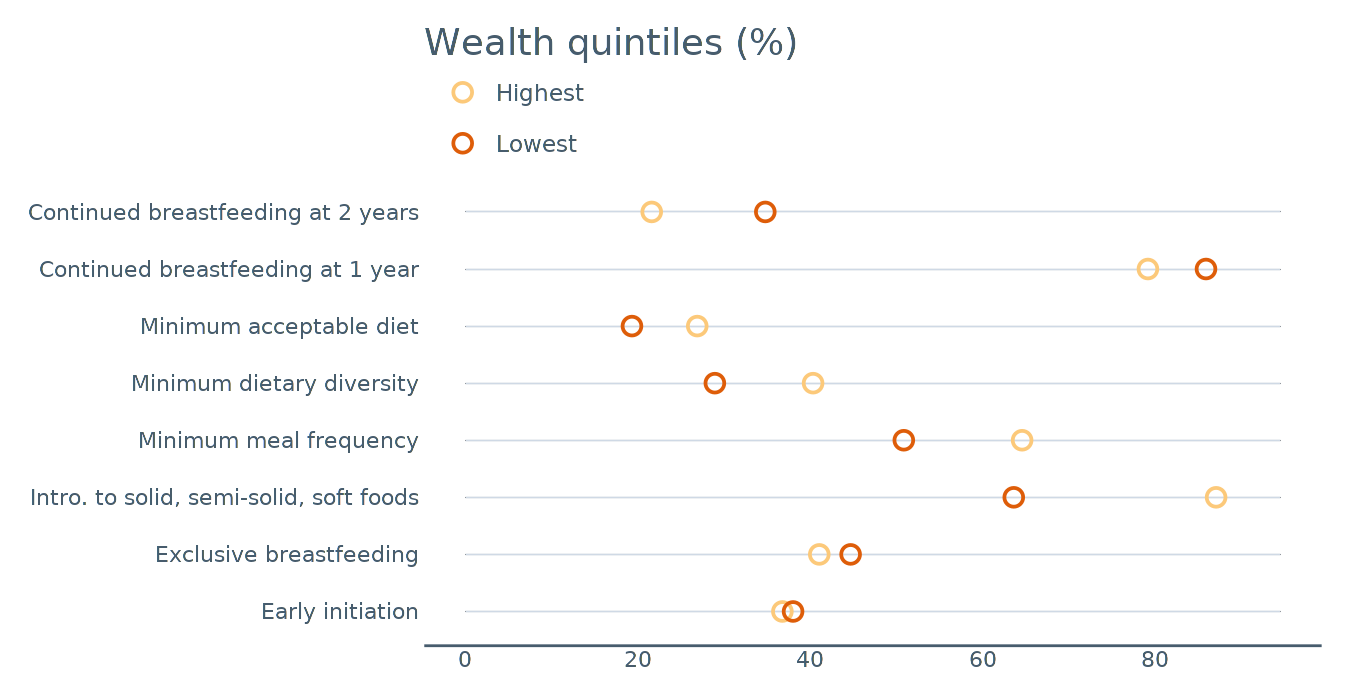 Wealth quintiles (%)
Highest
Lowest
Continued breastfeeding at 2 years
Continued breastfeeding at 1 year
Minimum acceptable diet
Minimum dietary diversity
Minimum meal frequency
Intro. to solid, semi-solid, soft foods
Exclusive breastfeeding
Early initiation
0 20 40 60 80